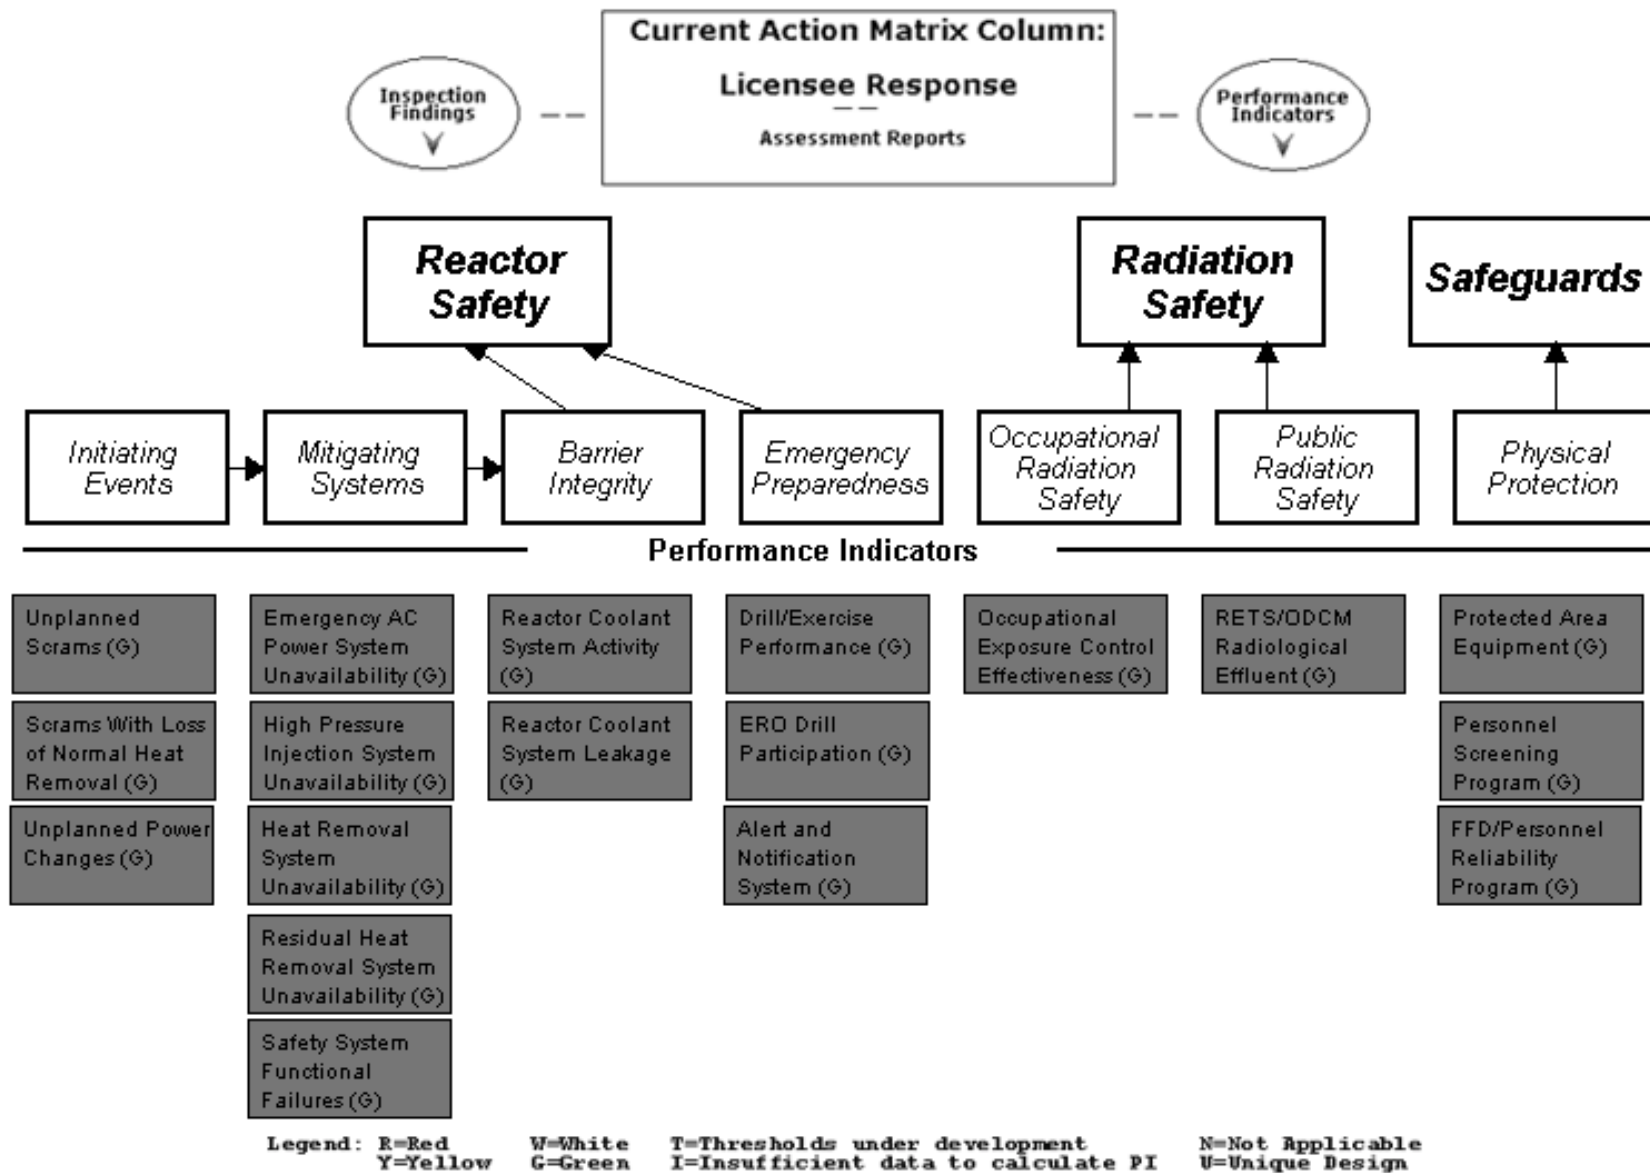 Current Action Matrix Column:
Licensee Response
Assessment Reports
Inspection
Findings
Performance
Indicators
Reactor
Safety
Radiation
Safety
Safeguards
Initiating
Events
Mitigating
Systems
Barrier
Integrity
Emergency
Preparedness
Occupational
Radiation
Safety
Public
Radiation
Safety
Physical
Protection
Performance Indicators
Unplanned
Scrams (G)
Scrams With Loss
of Normal Heat
Removal (G)
Unplanned Power
Changes (G)
Emergency AC
Power System
Unavailability (G)
High Pressure
Injection System
Unavailability (G)
Heat Removal
System
Unavailability (G)
Residual Heat
Removal System
Unavailability (G)
Safety System
Functional
Failures (G)
Reactor Coolant
System Activity
(G)
Reactor Coolant
System Leakage
(G)
Drill/Exercise
Performance (G)
ERO Drill
Participation (G)
Alert and
Notification
System (G)
Occupational
Exposure Control
Effectiveness (G)
RETS/ODCM
Radiological
Effluent (G)
Protected Area
Equipment (G)
Personnel
Screening
Program (G)
FFD/Personnel
Reliability
Program (G)
Legend: R=Red W=White T=Thresholds under development N=Not Applicable
Y=Yellow G=Green I=Insufficient data to calculate PI U=Unique Design